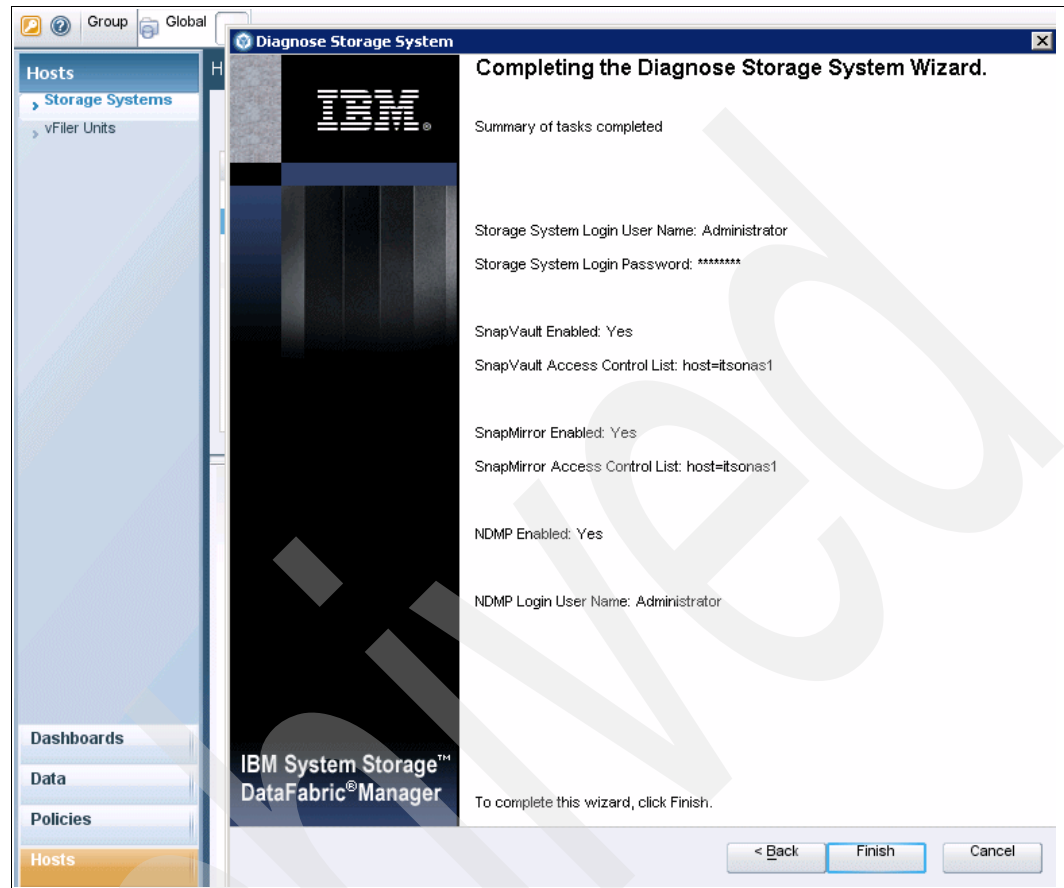 Group
Global
Diagnose Storage System
Hosts
H
Storage Systems
vFiler Units
IBM®
Completing the Diagnose Storage System Wizard.
Summary of tasks completed
Storage System Login User Name: Administrator
Storage System Login Password: ********
SnapVault Enabled: Yes
SnapVault Access Control List: host=itsonas1
SnapMirror Enabled: Yes
SnapMirror Access Control List: host=itsonas1
NDMP Enabled: Yes
NDMP Login User Name: Administrator
IBM System Storage™
DataFabric®Manager
To complete this wizard, click Finish.
Dashboards
Data
Policies
Hosts
< Back
Finish
Cancel